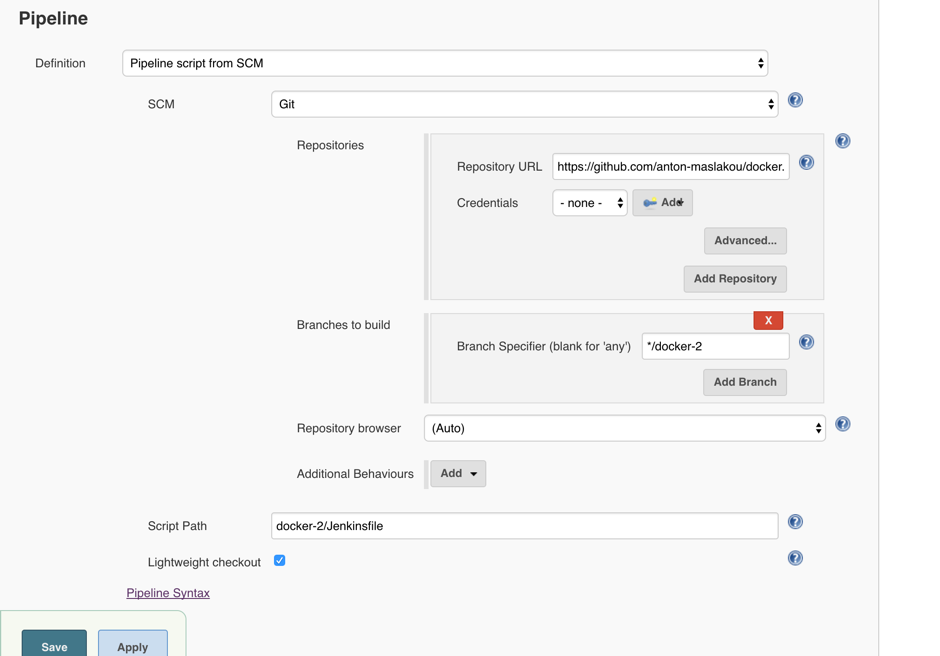 Pipeline
Definition
Pipeline script from SCM
SCM
Git
Repositories
Repository URL
https://github.com/anton-maslakou/docker.
Credentials
- none -
Add
Advanced...
Add Repository
Branches to build
X
Branch Specifier (blank for 'any')
*/docker-2
Add Branch
Repository browser
(Auto)
Additional Behaviours
Add
Script Path
docker-2/Jenkinsfile
Lightweight checkout
Pipeline Syntax
Save
Apply